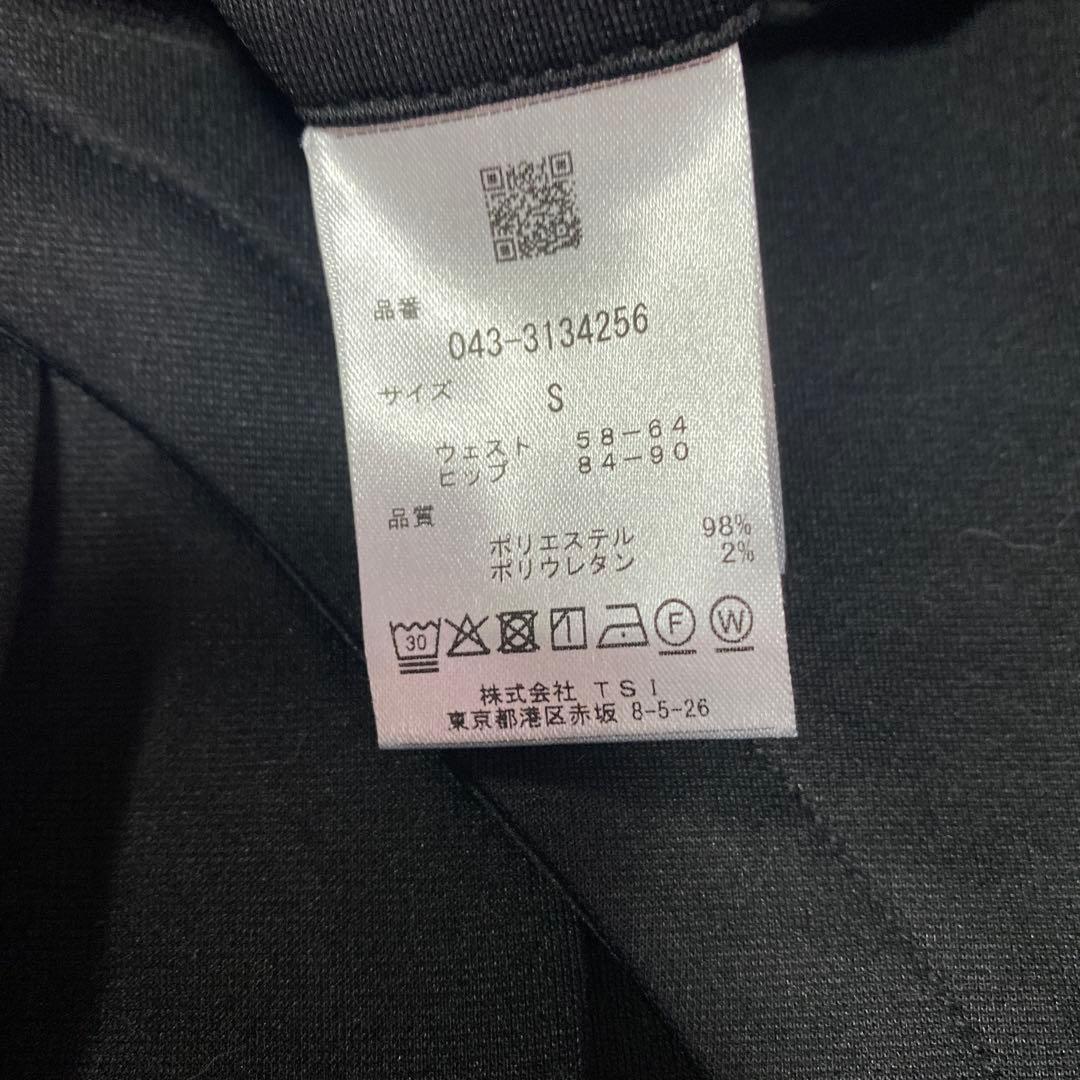 品番
043-3134256
サイズ
S
ウェスト 58-64
ヒップ 84-90
品質
ポリエステル 98%
ポリウレタン 2%
30 F W
株式会社 TSI
東京都港区赤坂 8-5-26